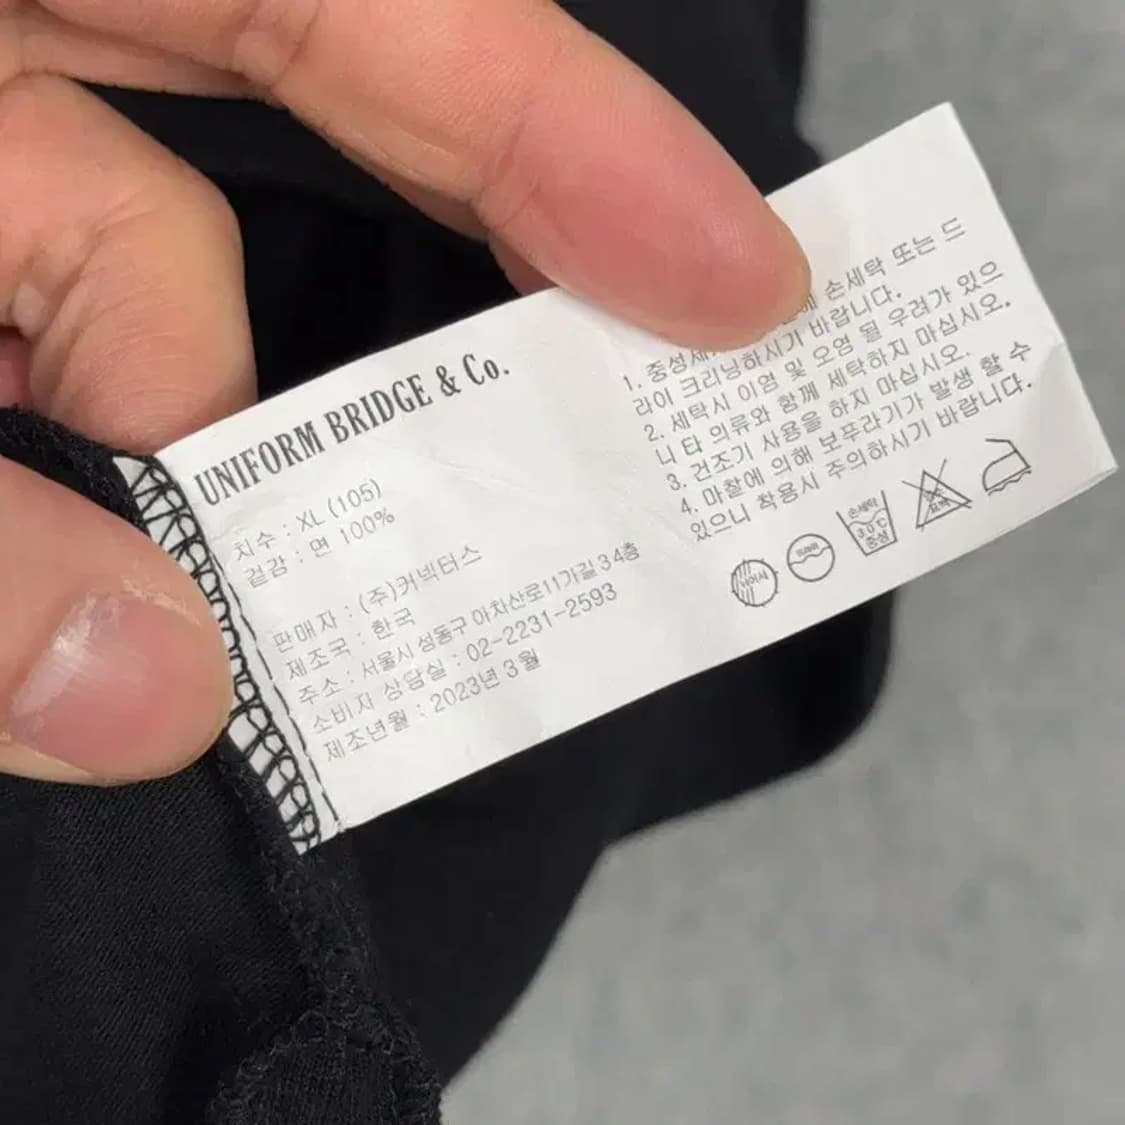 UNIFORM BRIDGE & Co.
치수 : XL (105)
겉감 : 면 100%
판매자 : (주)커넥터스
제조국 : 한국
주소 : 서울시 성동구 아차산로11가길 3 4층
소비자 상담실 : 02-2231-2593
제조년월 : 2023년 3월
1. 중성세 손세탁 또는 드
라이 크리닝하시기 바랍니다.
2. 세탁시 이염 및 오염 될 우려가 있으
니 타 의류와 함께 세탁하지 마십시오.
3. 건조기 사용을 하지 마십시오.
4. 마찰에 의해 보푸라기가 발생 할 수
있으니 착용시 주의하시기 바랍니다.
손세탁
30℃
중성